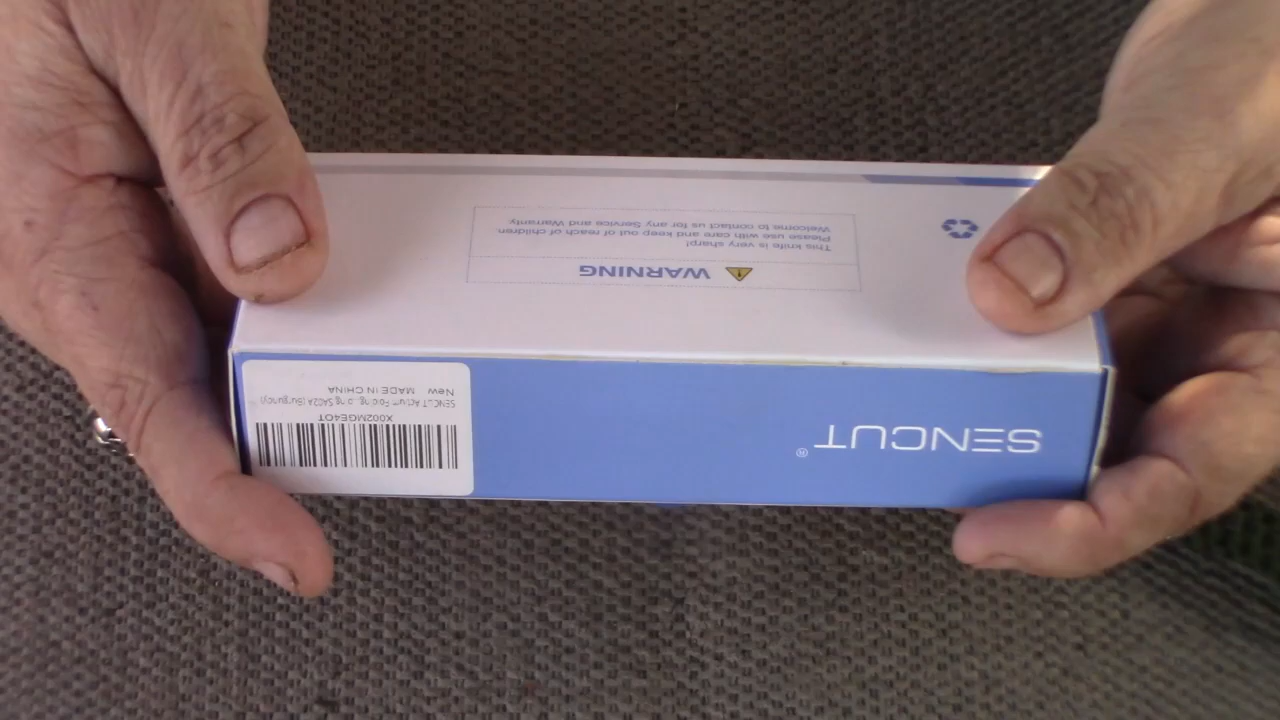 SENCUT®
X002MGE4OT
New MADE IN CHINA
⚠ WARNING
This knife is very sharp!
Please use with care and keep out of reach of children
Welcome to contact us for any Service and Warranty.